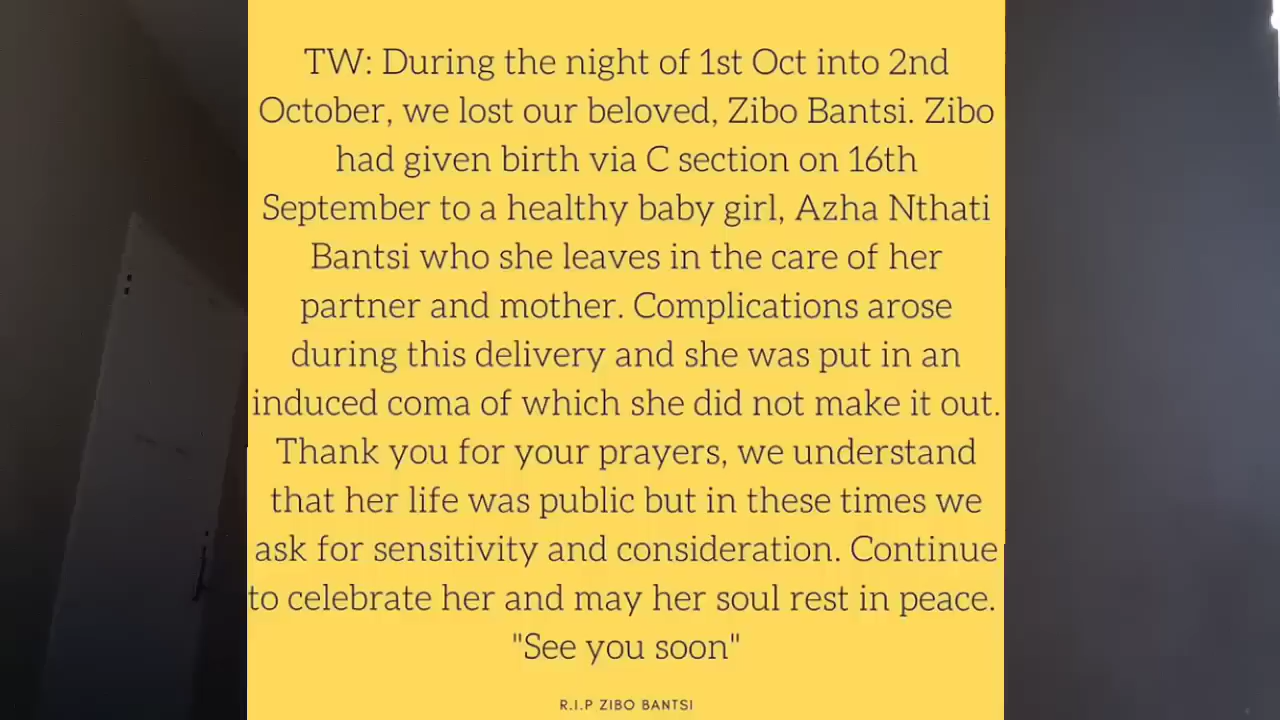 TW: During the night of 1st Oct into 2nd
October, we lost our beloved, Zibo Bantsi. Zibo
had given birth via C section on 16th
September to a healthy baby girl, Azha Nthati
Bantsi who she leaves in the care of her
partner and mother. Complications arose
during this delivery and she was put in an
induced coma of which she did not make it out.
Thank you for your prayers, we understand
that her life was public but in these times we
ask for sensitivity and consideration. Continue
to celebrate her and may her soul rest in peace.
"See you soon"
R.I.P ZIBO BANTSI